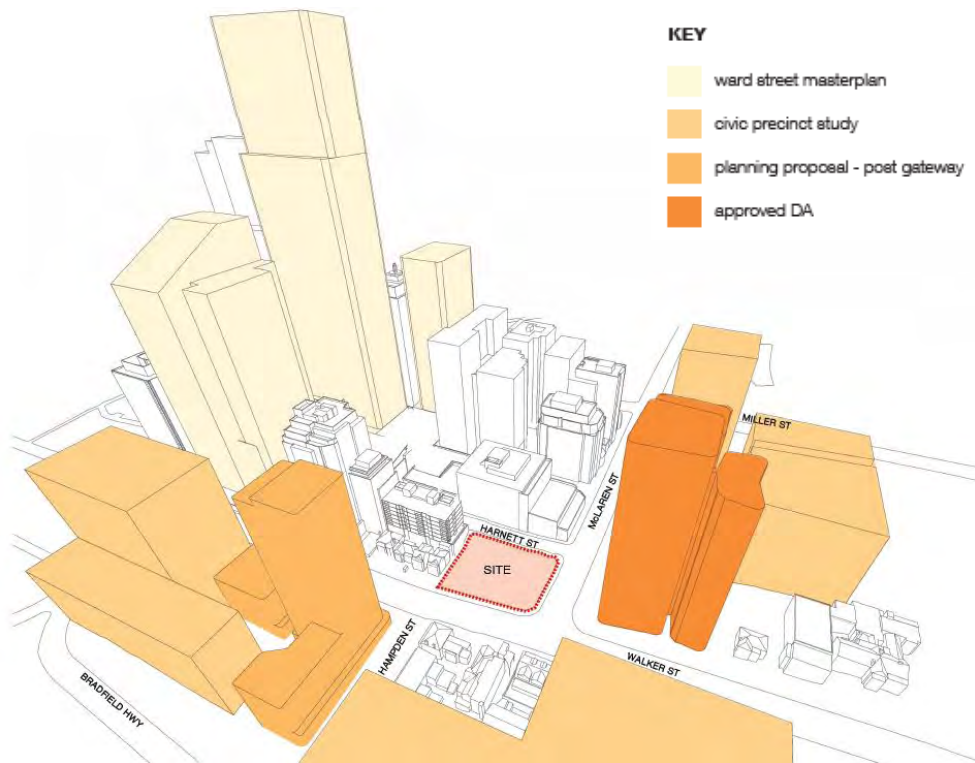 KEY
ward street masterplan
civic precinct study
planning proposal - post gateway
approved DA
MILLER ST
McLAREN ST
HARNETT ST
SITE
HAMPDEN ST
WALKER ST
BRADFIELD HWY